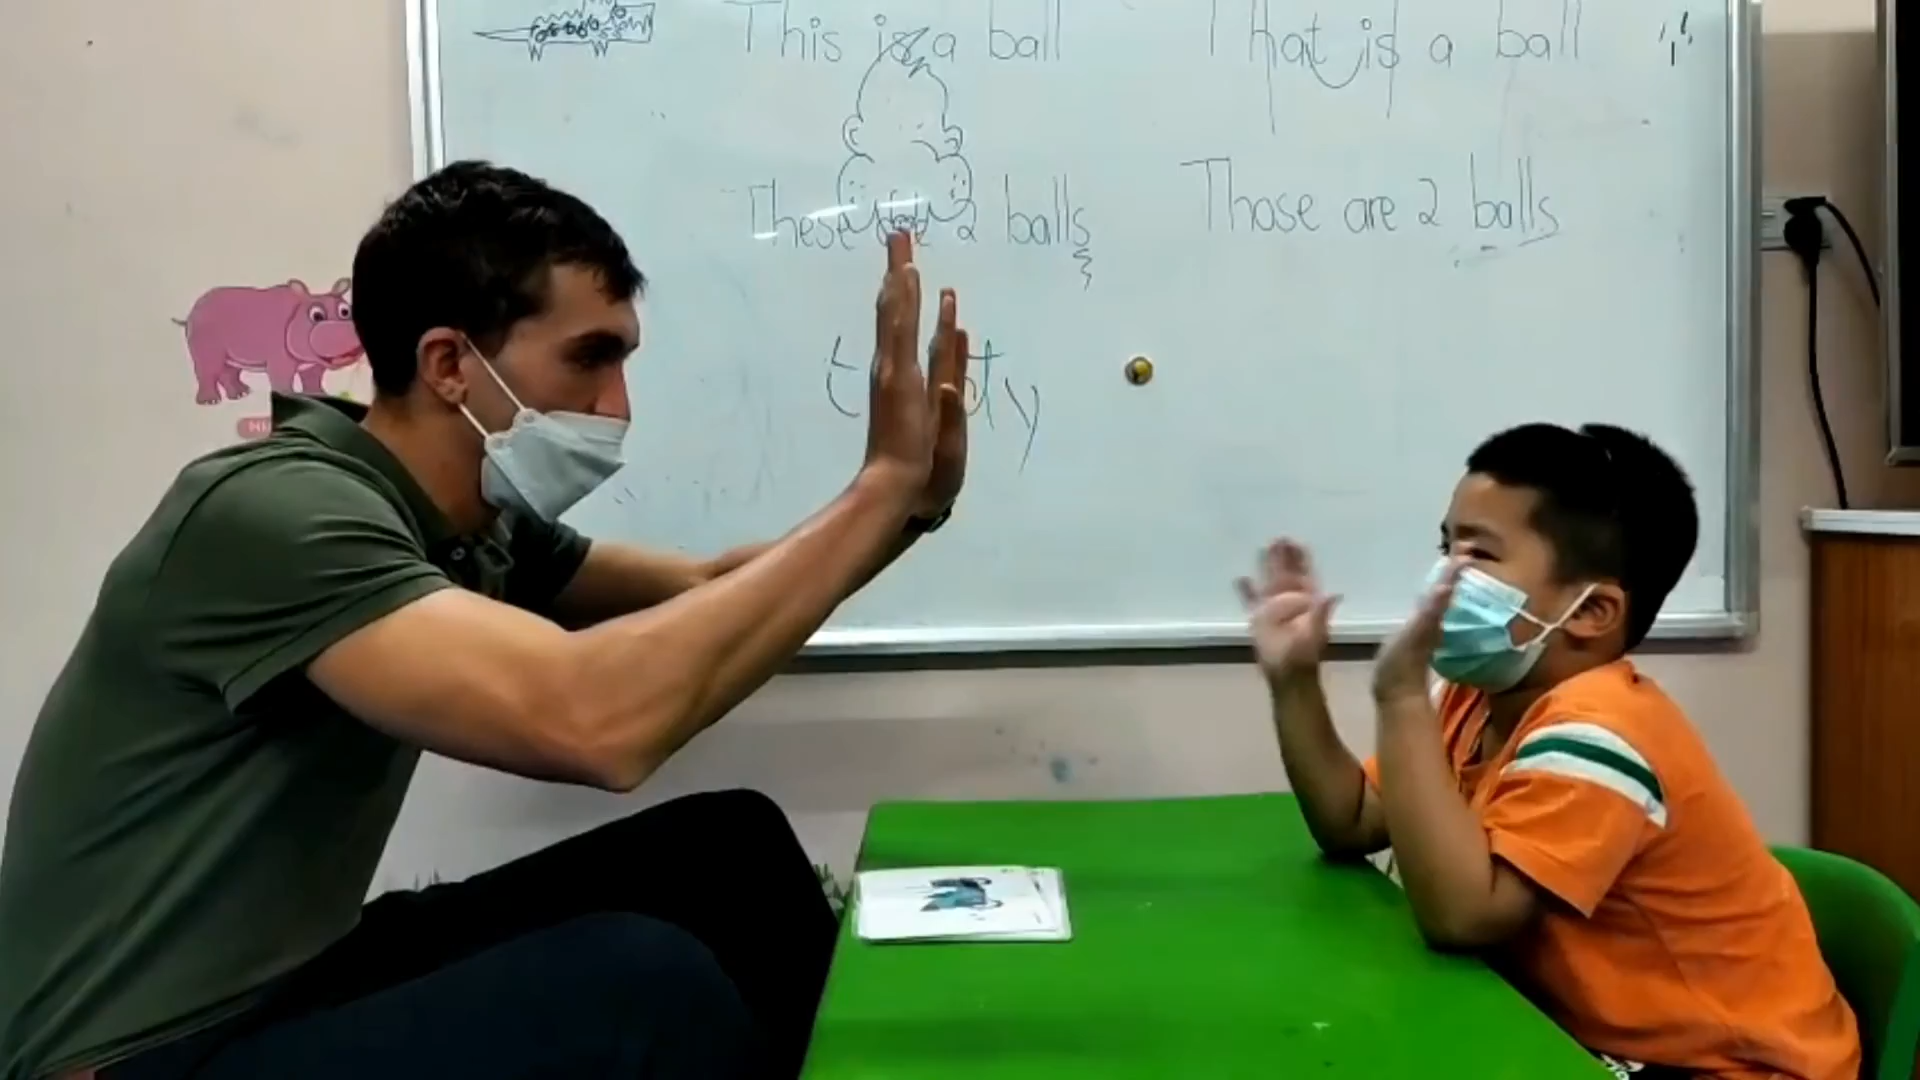 This is a ball
That is a ball
These are 2 balls
Those are 2 balls